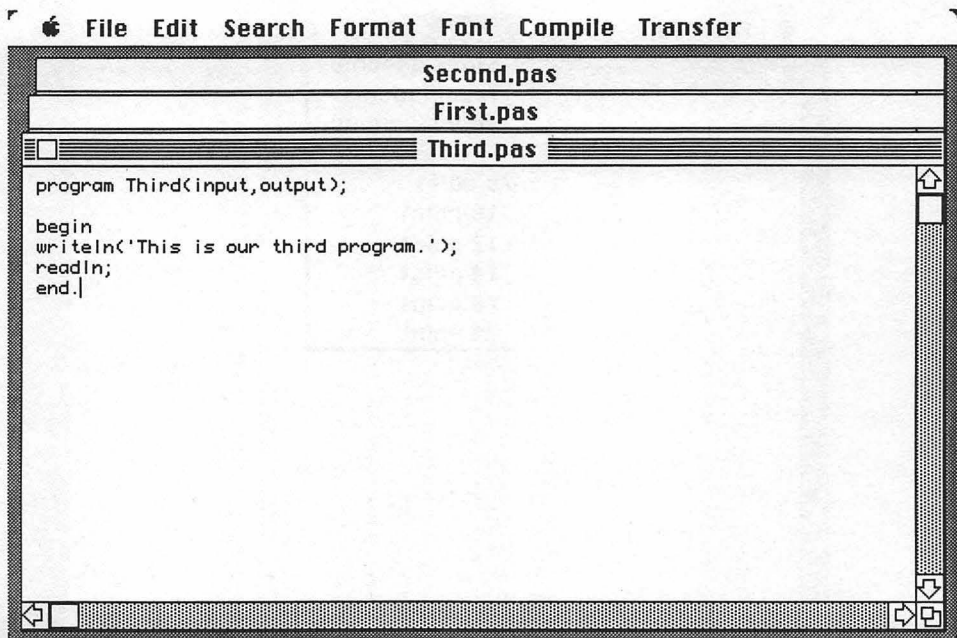 File Edit Search Format Font Compile Transfer
Second.pas
First.pas
Third.pas
program Third(input,output);
begin
writeln('This is our third program.');
readln;
end.